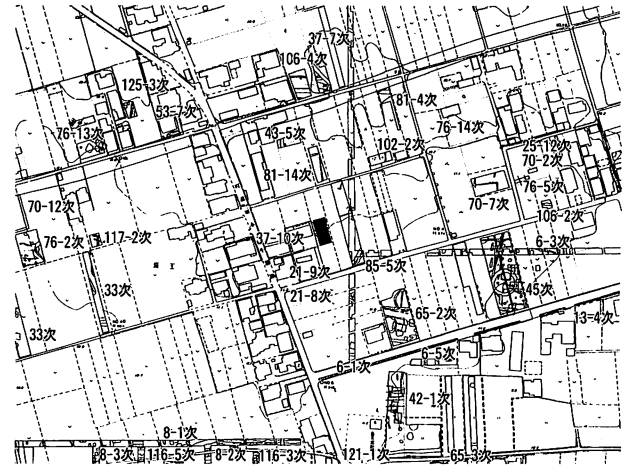 37-7次
106-4次
125-3次
53-7次
81-4次
76-13次
43-5次
76-14次
102-2次
25-12次
70-2次
81-14次
76-5次
70-12次
70-7次
106-2次
76-2次
117-2次
37-10次
6-3次
21-9次
85-5次
33次
21-8次
45次
65-2次
13-4次
33次
6-5次
6-1次
42-1次
8-1次
8-3次
116-5次
8-2次
116-3次
121-1次
65-3次